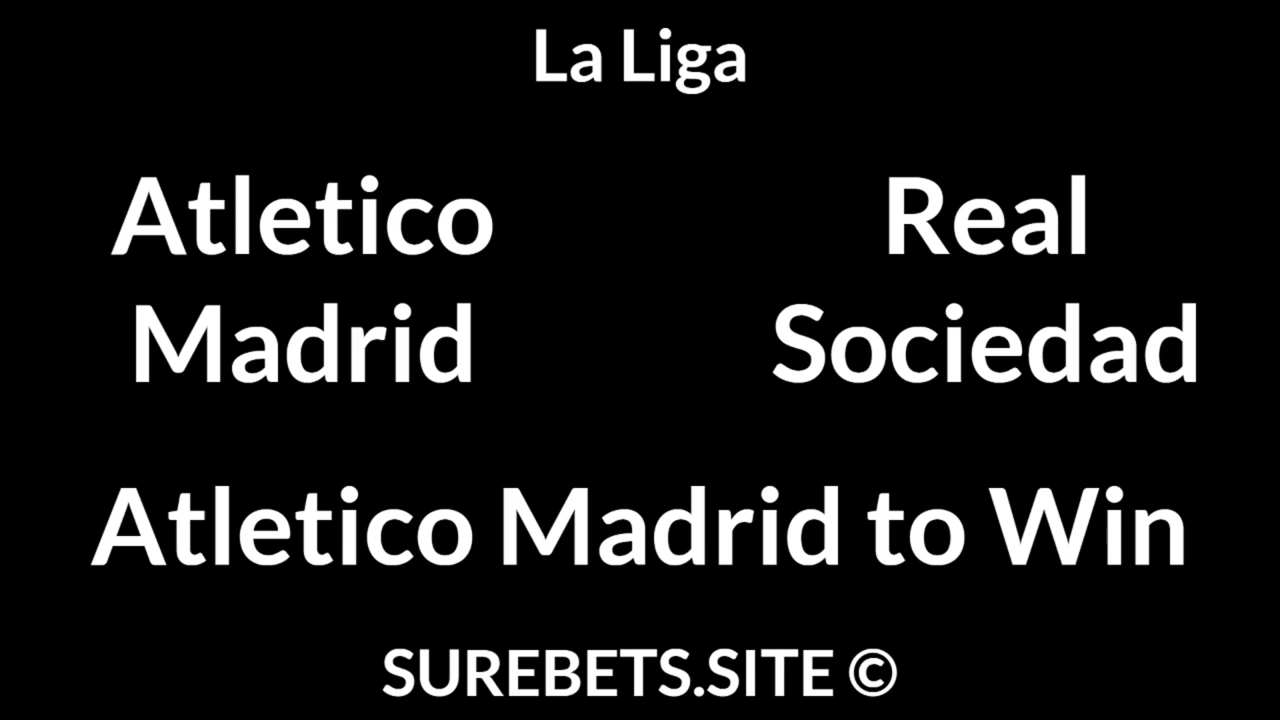 La Liga
Atletico
Madrid
Real
Sociedad
Atletico Madrid to Win
SUREBETS.SITE ©